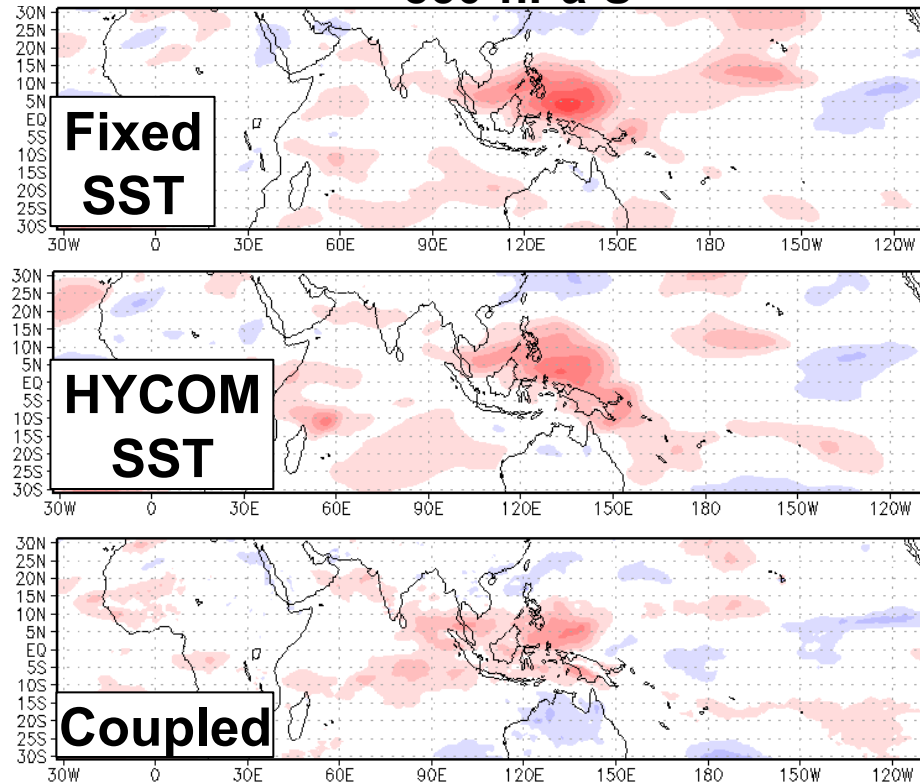 30N
25N
20N
15N
10N
5N
EQ
5S
10S
15S
20S
25S
30S
Fixed
SST
30W 0 30E 60E 90E 120E 150E 180 150W 120W
30N
25N
20N
15N
10N
5N
EQ
5S
10S
15S
20S
25S
30S
HYCOM
SST
30W 0 30E 60E 90E 120E 150E 180 150W 120W
30N
25N
20N
15N
10N
5N
EQ
5S
10S
15S
20S
25S
30S
Coupled
30W 0 30E 60E 90E 120E 150E 180 150W 120W